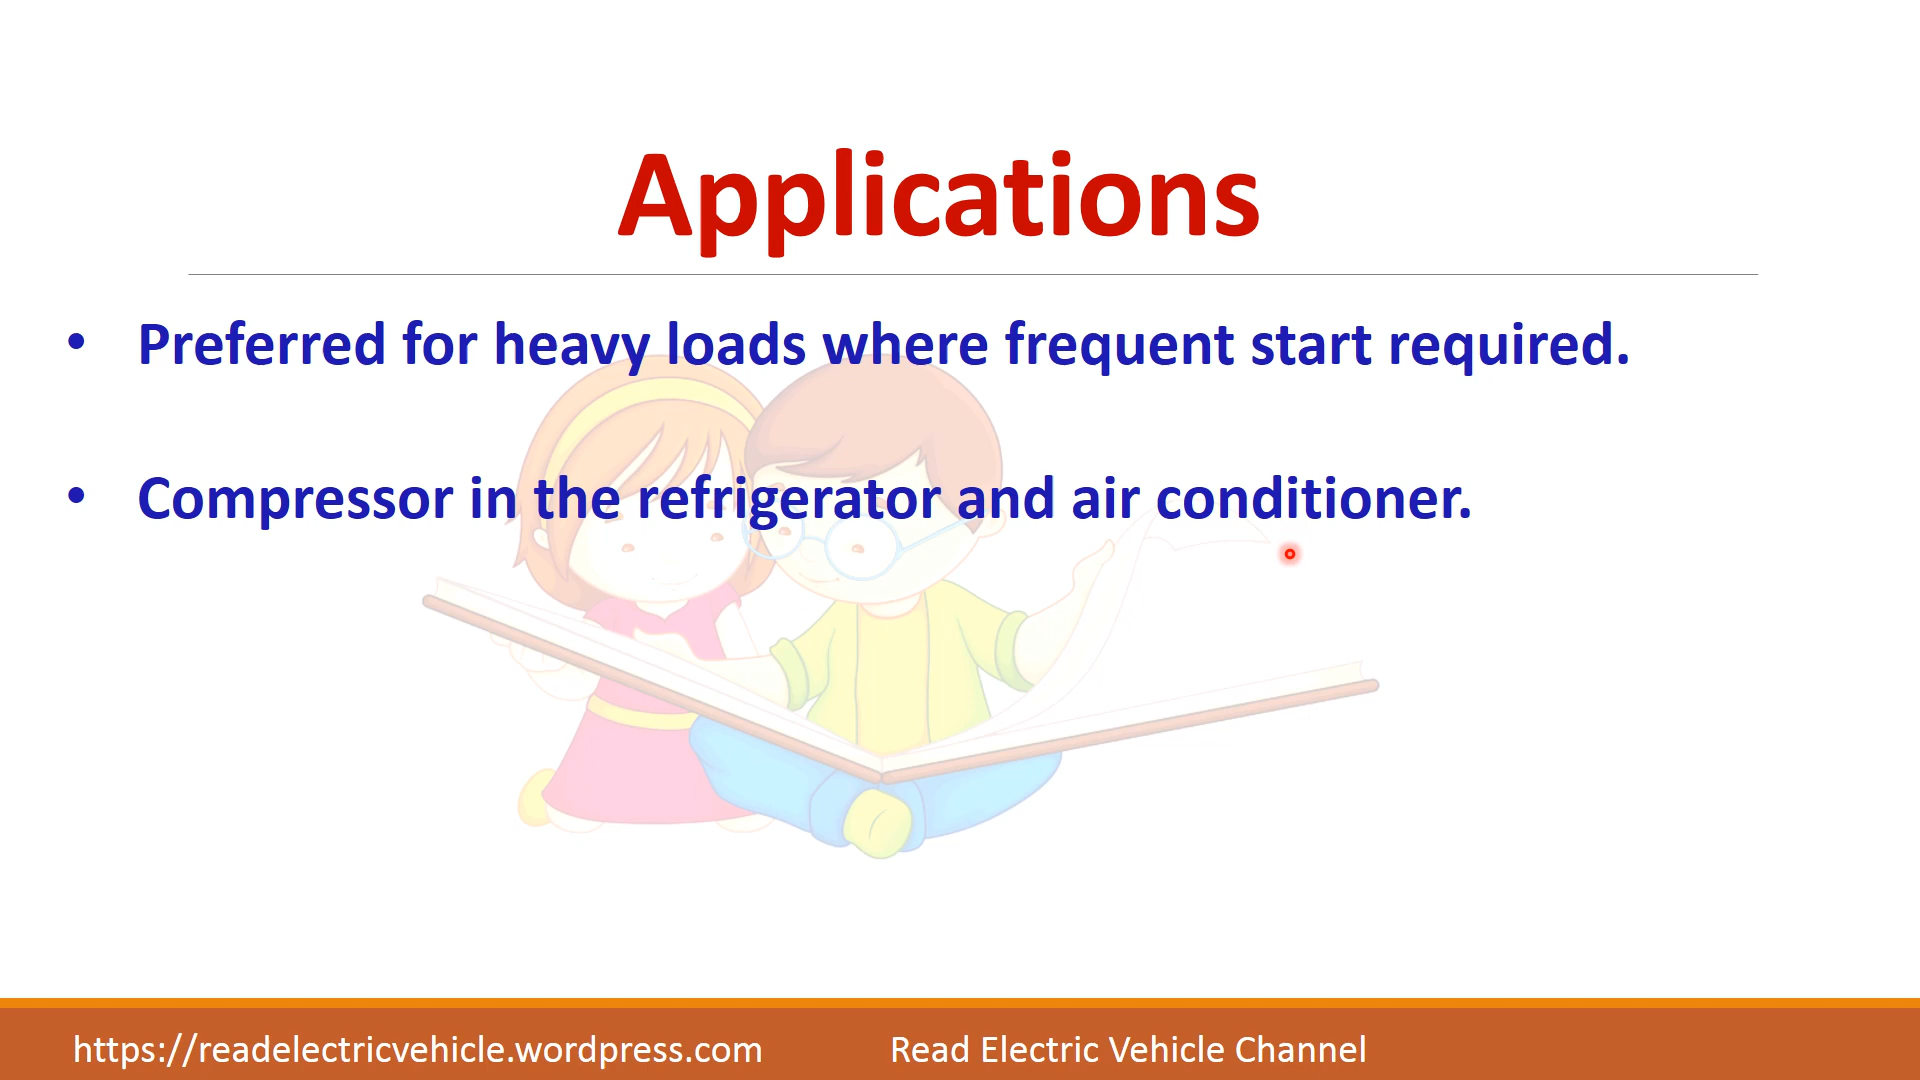 Applications
• Preferred for heavy loads where frequent start required.
• Compressor in the refrigerator and air conditioner.
https://readelectricvehicle.wordpress.com Read Electric Vehicle Channel